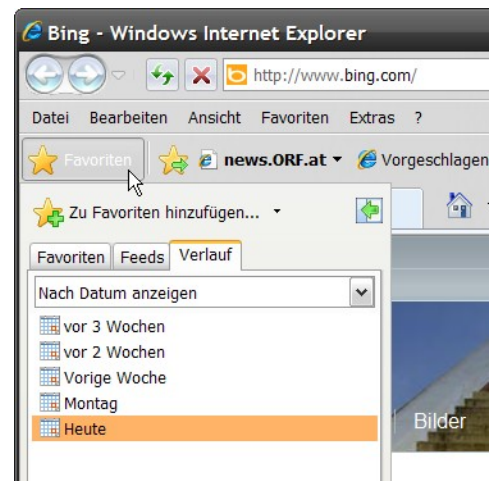 Bing - Windows Internet Explorer
http://www.bing.com/
Datei Bearbeiten Ansicht Favoriten Extras ?
Favoriten news.ORF.at Vorgeschlagen
Zu Favoriten hinzufügen...
Favoriten Feeds Verlauf
Nach Datum anzeigen
vor 3 Wochen
vor 2 Wochen
Vorige Woche
Montag
Heute
Bilder